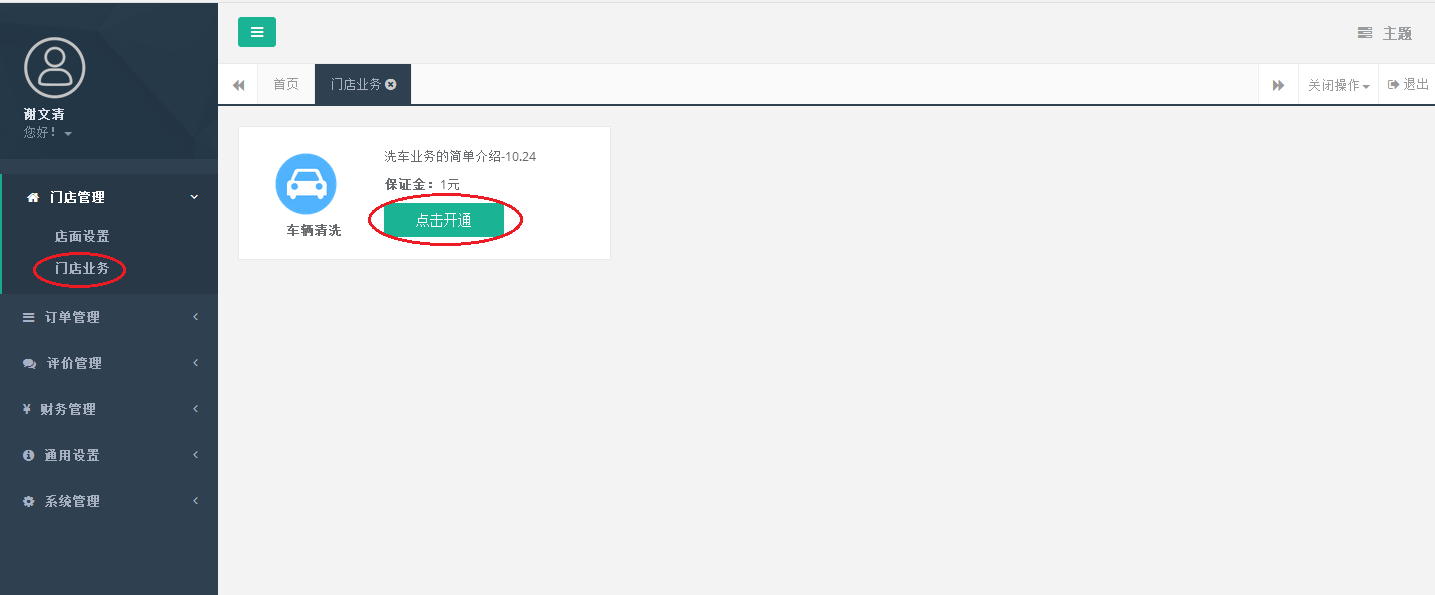 谢文清
您好！
门店管理
店面设置
门店业务
订单管理
评价管理
¥ 财务管理
通用设置
系统管理
主题
首页
门店业务
关闭操作
退出
洗车业务的简单介绍-10.24
保证金：1元
点击开通
车辆清洗